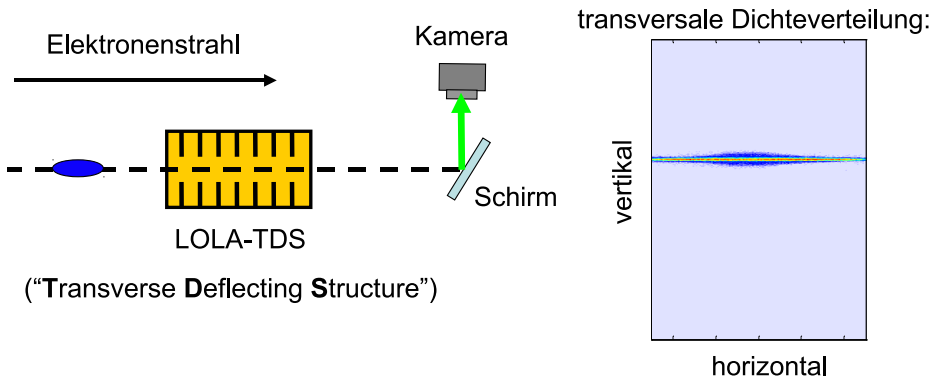 Elektronenstrahl
Kamera
Schirm
LOLA-TDS
(“Transverse Deflecting Structure”)
transversale Dichteverteilung:
vertikal
horizontal